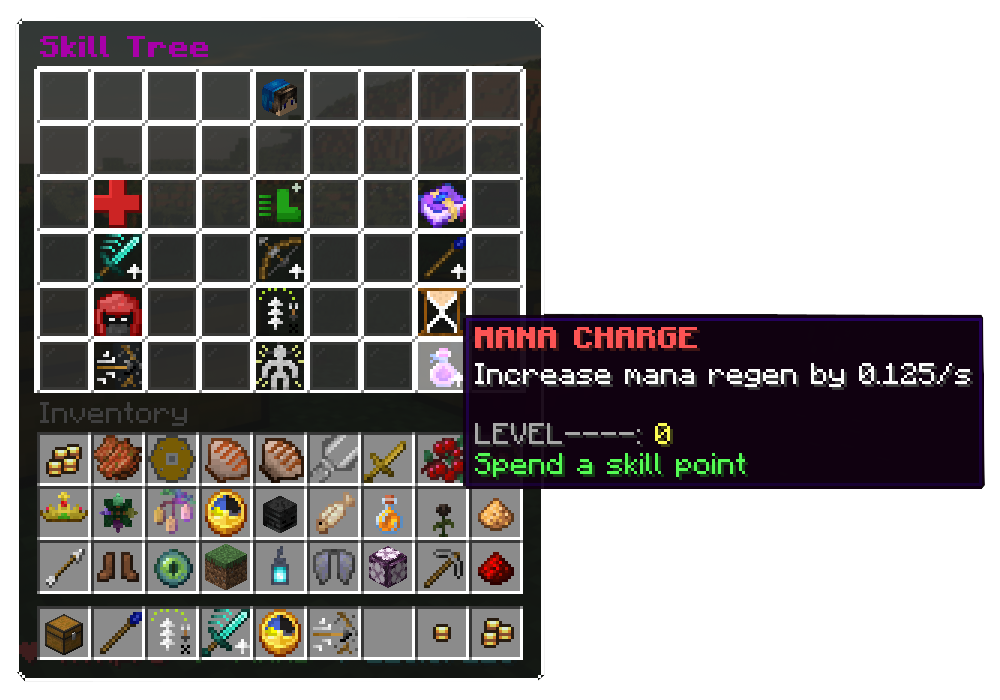 Skill Tree
MANA CHARGE
Increase mana regen by 0.125/s
LEVEL----: 0
Spend a skill point
Inventory